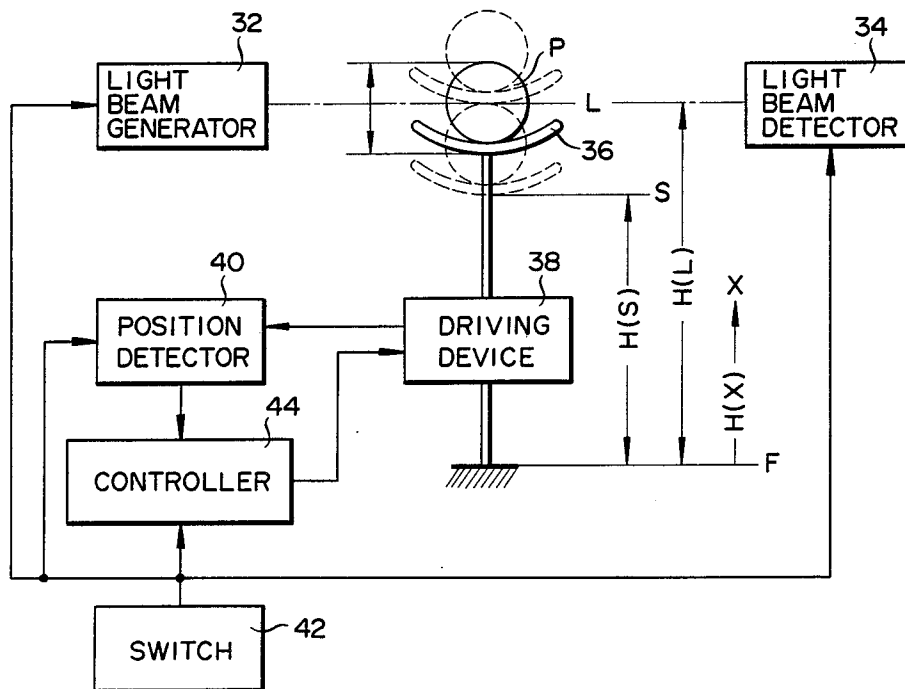 32
LIGHT
BEAM
GENERATOR
P
L
36
34
LIGHT
BEAM
DETECTOR
S
40
POSITION
DETECTOR
38
DRIVING
DEVICE
H(S)
H(L)
X
H(X)
F
44
CONTROLLER
SWITCH
42